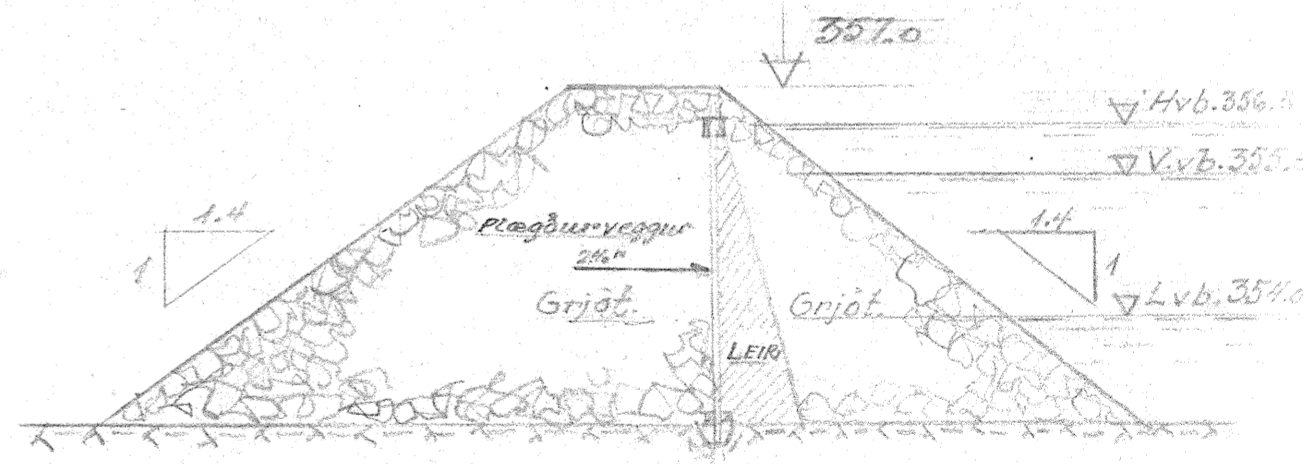 357.0
Hvb. 356.
V.vb. 355.
1.4
1
Plægður veggur
Grjót.
LEIR
Grjót.
1.4
1
Lvb. 354.0